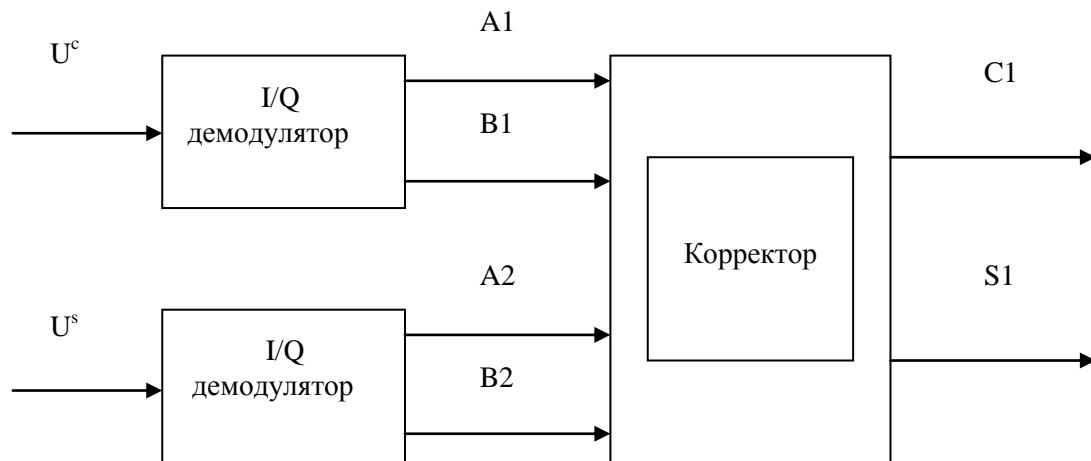 U^c
I/Q
демодулятор
A1
B1
C1
Корректор
U^s
I/Q
демодулятор
A2
B2
S1